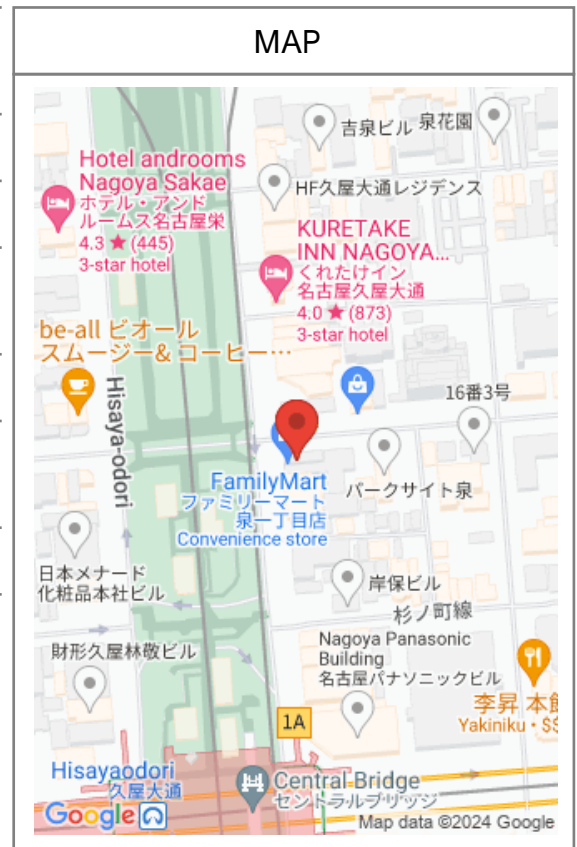 MAP
吉泉ビル
泉花園
Hotel androoms
Nagoya Sakae
ホテル・アンド
ルームス名古屋栄
4.3 ★ (445)
3-star hotel
HF久屋大通レジデンス
KURETAKE
INN NAGOYA...
くれたけイン
名古屋久屋大通
4.0 ★ (873)
3-star hotel
be-all ビオール
スムージー& コーヒー…
Hisaya-odori
16番3号
FamilyMart
ファミリーマート
泉一丁目店
Convenience store
パークサイト泉
日本メナード
化粧品本社ビル
岸保ビル
杉ノ町線
財形久屋林敬ビル
Nagoya Panasonic
Building
名古屋パナソニックビル
李昇 本館
Yakiniku • $$
1A
Hisayaodori
久屋大通
Central Bridge
セントラルブリッジ
Google
Map data ©2024 Google